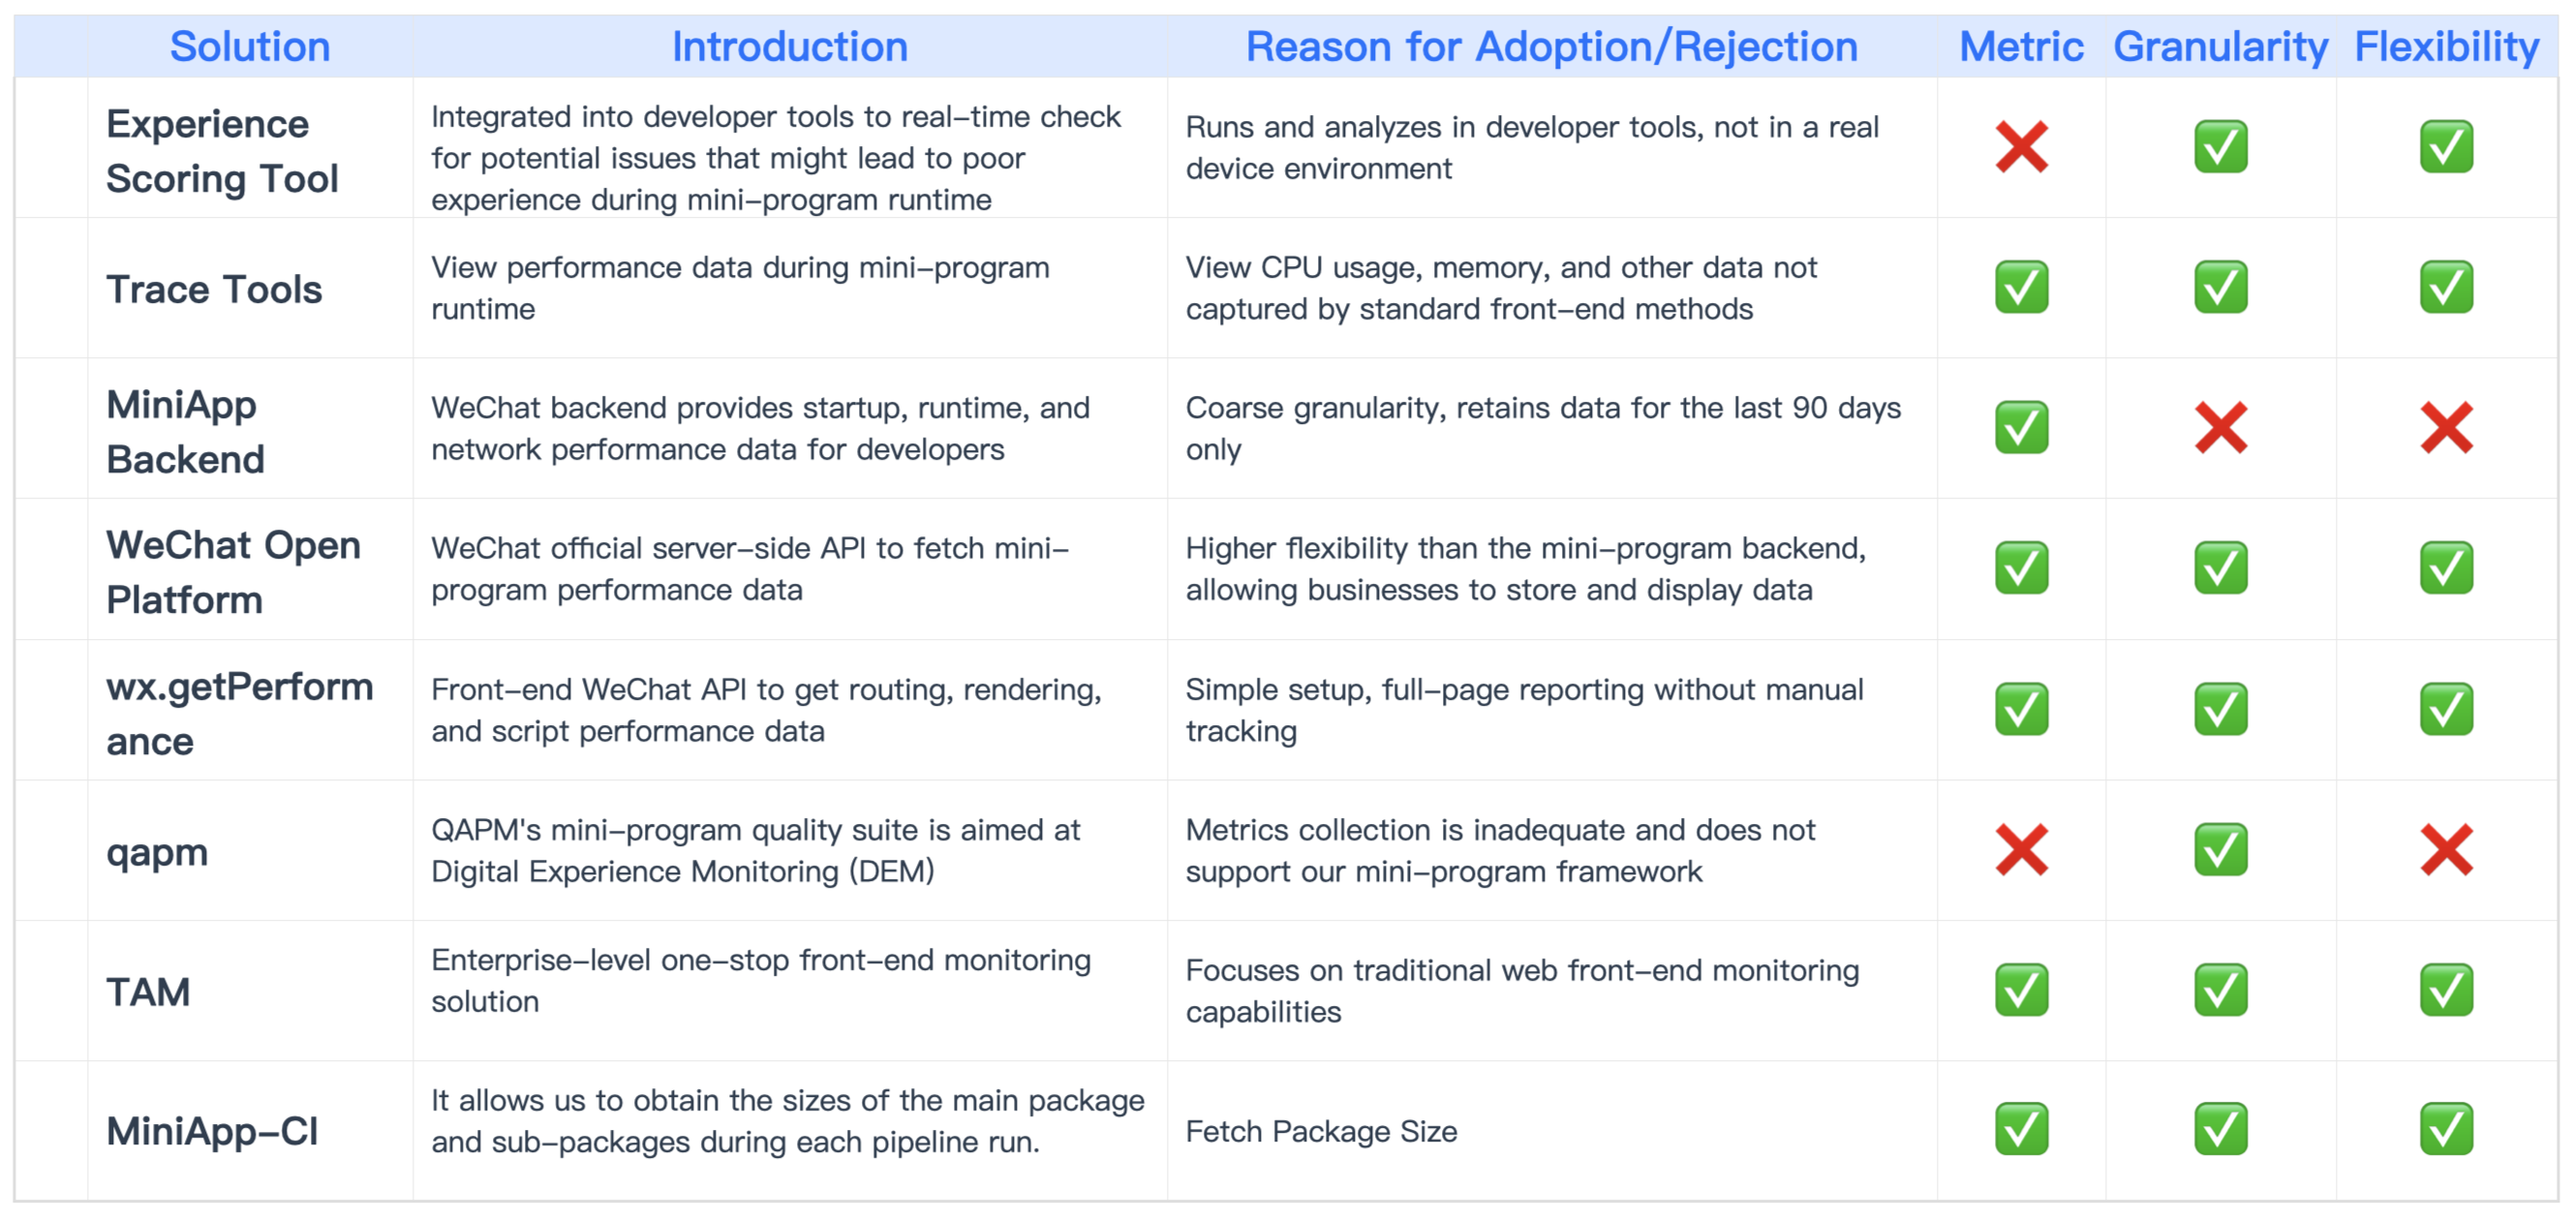 Solution Introduction Reason for Adoption/Rejection Metric Granularity Flexibility
Experience
Scoring Tool
Integrated into developer tools to real-time check
for potential issues that might lead to poor
experience during mini-program runtime
Runs and analyzes in developer tools, not in a real
device environment
Trace Tools
View performance data during mini-program
runtime
View CPU usage, memory, and other data not
captured by standard front-end methods
MiniApp
Backend
WeChat backend provides startup, runtime, and
network performance data for developers
Coarse granularity, retains data for the last 90 days
only
WeChat Open
Platform
WeChat official server-side API to fetch mini-
program performance data
Higher flexibility than the mini-program backend,
allowing businesses to store and display data
wx.getPerform
ance
Front-end WeChat API to get routing, rendering,
and script performance data
Simple setup, full-page reporting without manual
tracking
qapm
QAPM's mini-program quality suite is aimed at
Digital Experience Monitoring (DEM)
Metrics collection is inadequate and does not
support our mini-program framework
TAM
Enterprise-level one-stop front-end monitoring
solution
Focuses on traditional web front-end monitoring
capabilities
MiniApp-CI
It allows us to obtain the sizes of the main package
and sub-packages during each pipeline run.
Fetch Package Size